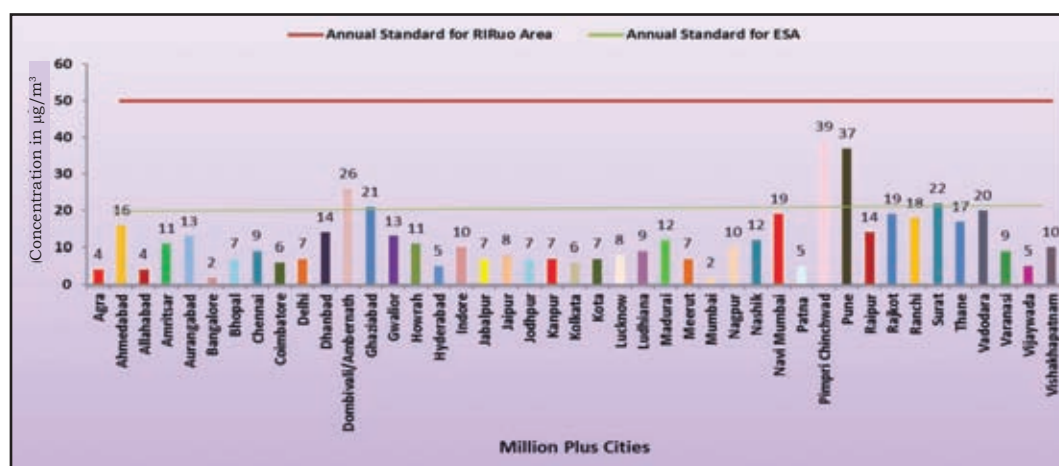 Annual Standard for RIRuo Area Annual Standard for ESA
(Concentration in µg/m³
60
50
40
30
20
10
0
4 16 4 11 13 2 7 9 6 7 14 26 21 13 11 5 10 7 8 7 7 6 7 8 9 12 7 2 10 12 19 5 39 37 14 19 18 22 17 20 9 5 10
Agra
Ahmedabad
Allahabad
Amritsar
Aurangabad
Bangalore
Bhopal
Chennai
Coimbatore
Delhi
Dhanbad
Dombivali/Ambernath
Ghaziabad
Gwalior
Howrah
Hyderabad
Indore
Jabalpur
Jaipur
Jodhpur
Kanpur
Kolkata
Kota
Lucknow
Ludhiana
Madurai
Meerut
Mumbai
Nagpur
Nashik
Navi Mumbai
Patna
Pimpri Chinchwad
Pune
Raipur
Rajkot
Ranchi
Surat
Thane
Vadodara
Varanasi
Vijaywada
Vishakhapatnam
Million Plus Cities